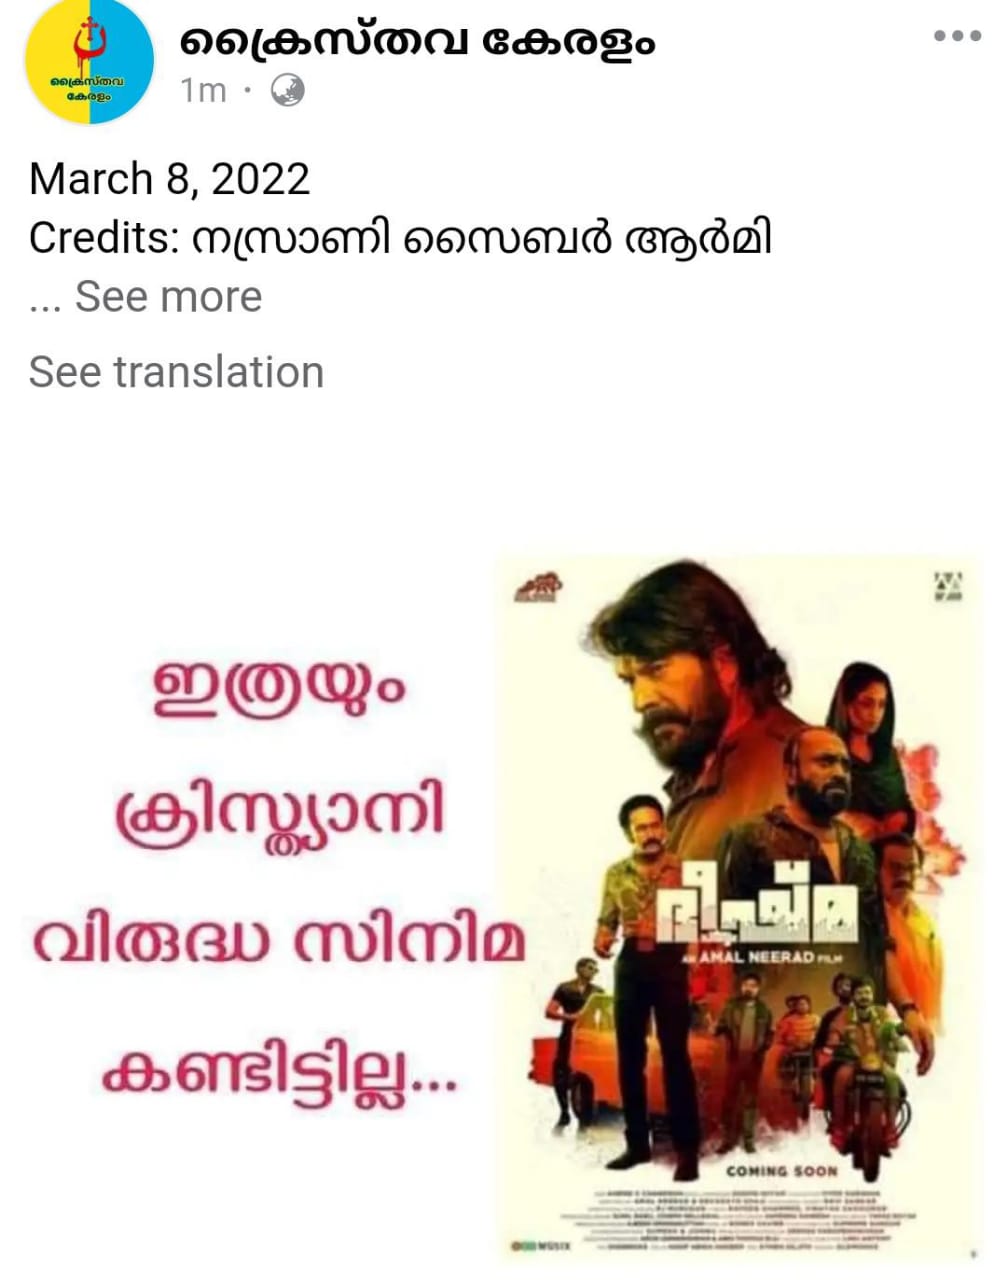 ക്രൈസ്തവ കേരളം
ക്രൈസ്തവ
കേരളം
1m ·
March 8, 2022
Credits: നസ്രാണി സൈബർ ആർമി
... See more
See translation
ഇത്രയും
ക്രിസ്ത്യാനി
വിരുദ്ധ സിനിമ
കണ്ടിട്ടില്ല...
ഭീഷ്മ
AN AMAL NEERAD FILM
COMING SOON